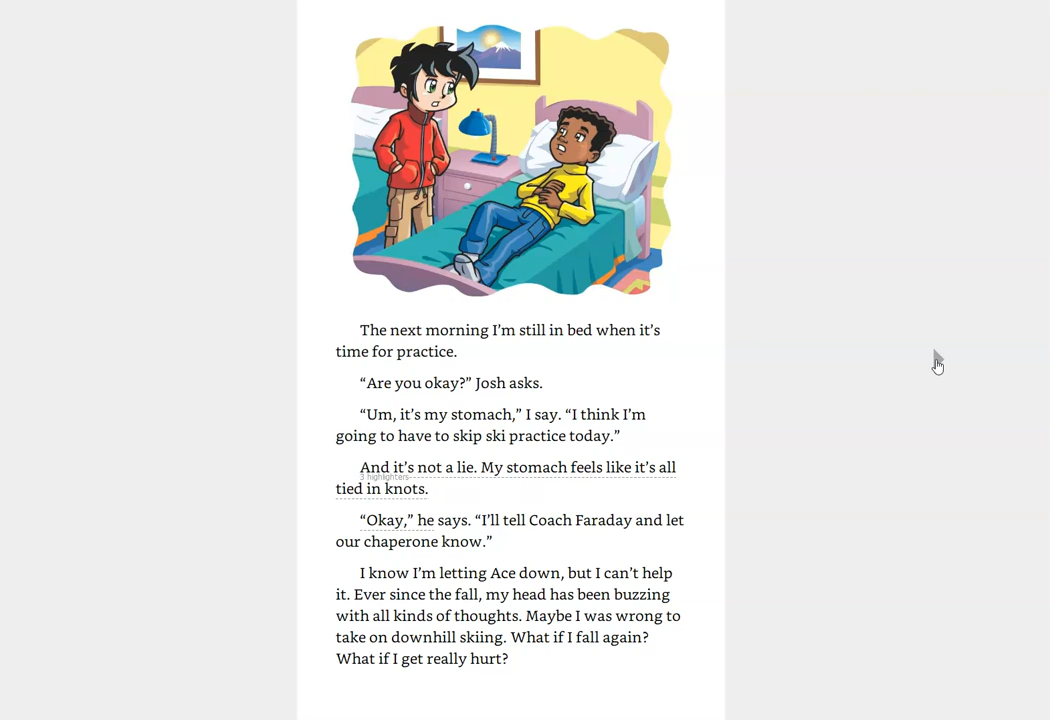 The next morning I’m still in bed when it’s
time for practice.
“Are you okay?” Josh asks.
“Um, it’s my stomach,” I say. “I think I’m
going to have to skip ski practice today.”
And it’s not a lie. My stomach feels like it’s all
3 highlighters
tied in knots.
“Okay,” he says. “I’ll tell Coach Faraday and let
our chaperone know.”
I know I’m letting Ace down, but I can’t help
it. Ever since the fall, my head has been buzzing
with all kinds of thoughts. Maybe I was wrong to
take on downhill skiing. What if I fall again?
What if I get really hurt?